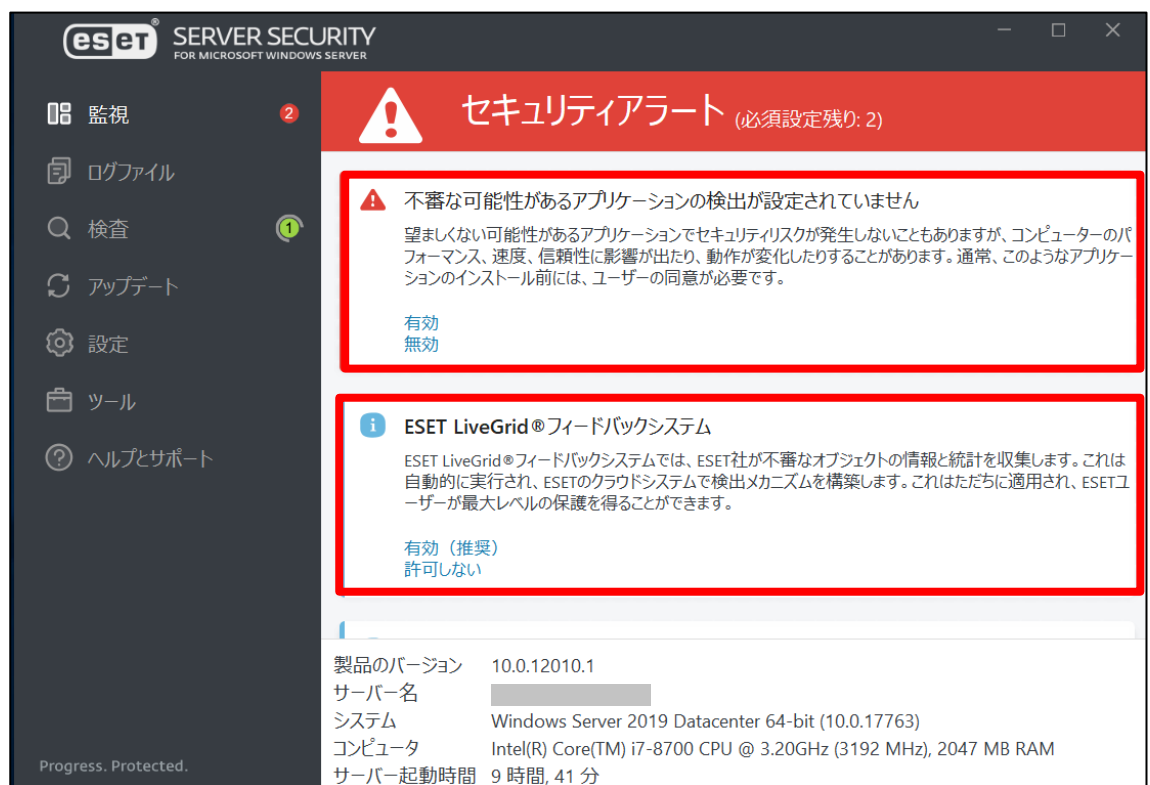 eseT® SERVER SECURITY
FOR MICROSOFT WINDOWS SERVER
監視 2
ログファイル
検査 1
アップデート
設定
ツール
ヘルプとサポート
Progress. Protected.
セキュリティアラート (必須設定残り: 2)
不審な可能性があるアプリケーションの検出が設定されていません
望ましくない可能性があるアプリケーションでセキュリティリスクが発生しないこともありますが、コンピューターのパ
フォーマンス、速度、信頼性に影響が出たり、動作が変化したりすることがあります。通常、このようなアプリケー
ションのインストール前には、ユーザーの同意が必要です。
有効
無効
ESET LiveGrid®フィードバックシステム
ESET LiveGrid®フィードバックシステムでは、ESET社が不審なオブジェクトの情報と統計を収集します。これは
自動的に実行され、ESETのクラウドシステムで検出メカニズムを構築します。これはただちに適用され、ESETユ
ーザーが最大レベルの保護を得ることができます。
有効（推奨）
許可しない
製品のバージョン 10.0.12010.1
サーバー名
システム Windows Server 2019 Datacenter 64-bit (10.0.17763)
コンピュータ Intel(R) Core(TM) i7-8700 CPU @ 3.20GHz (3192 MHz), 2047 MB RAM
サーバー起動時間 9 時間, 41 分